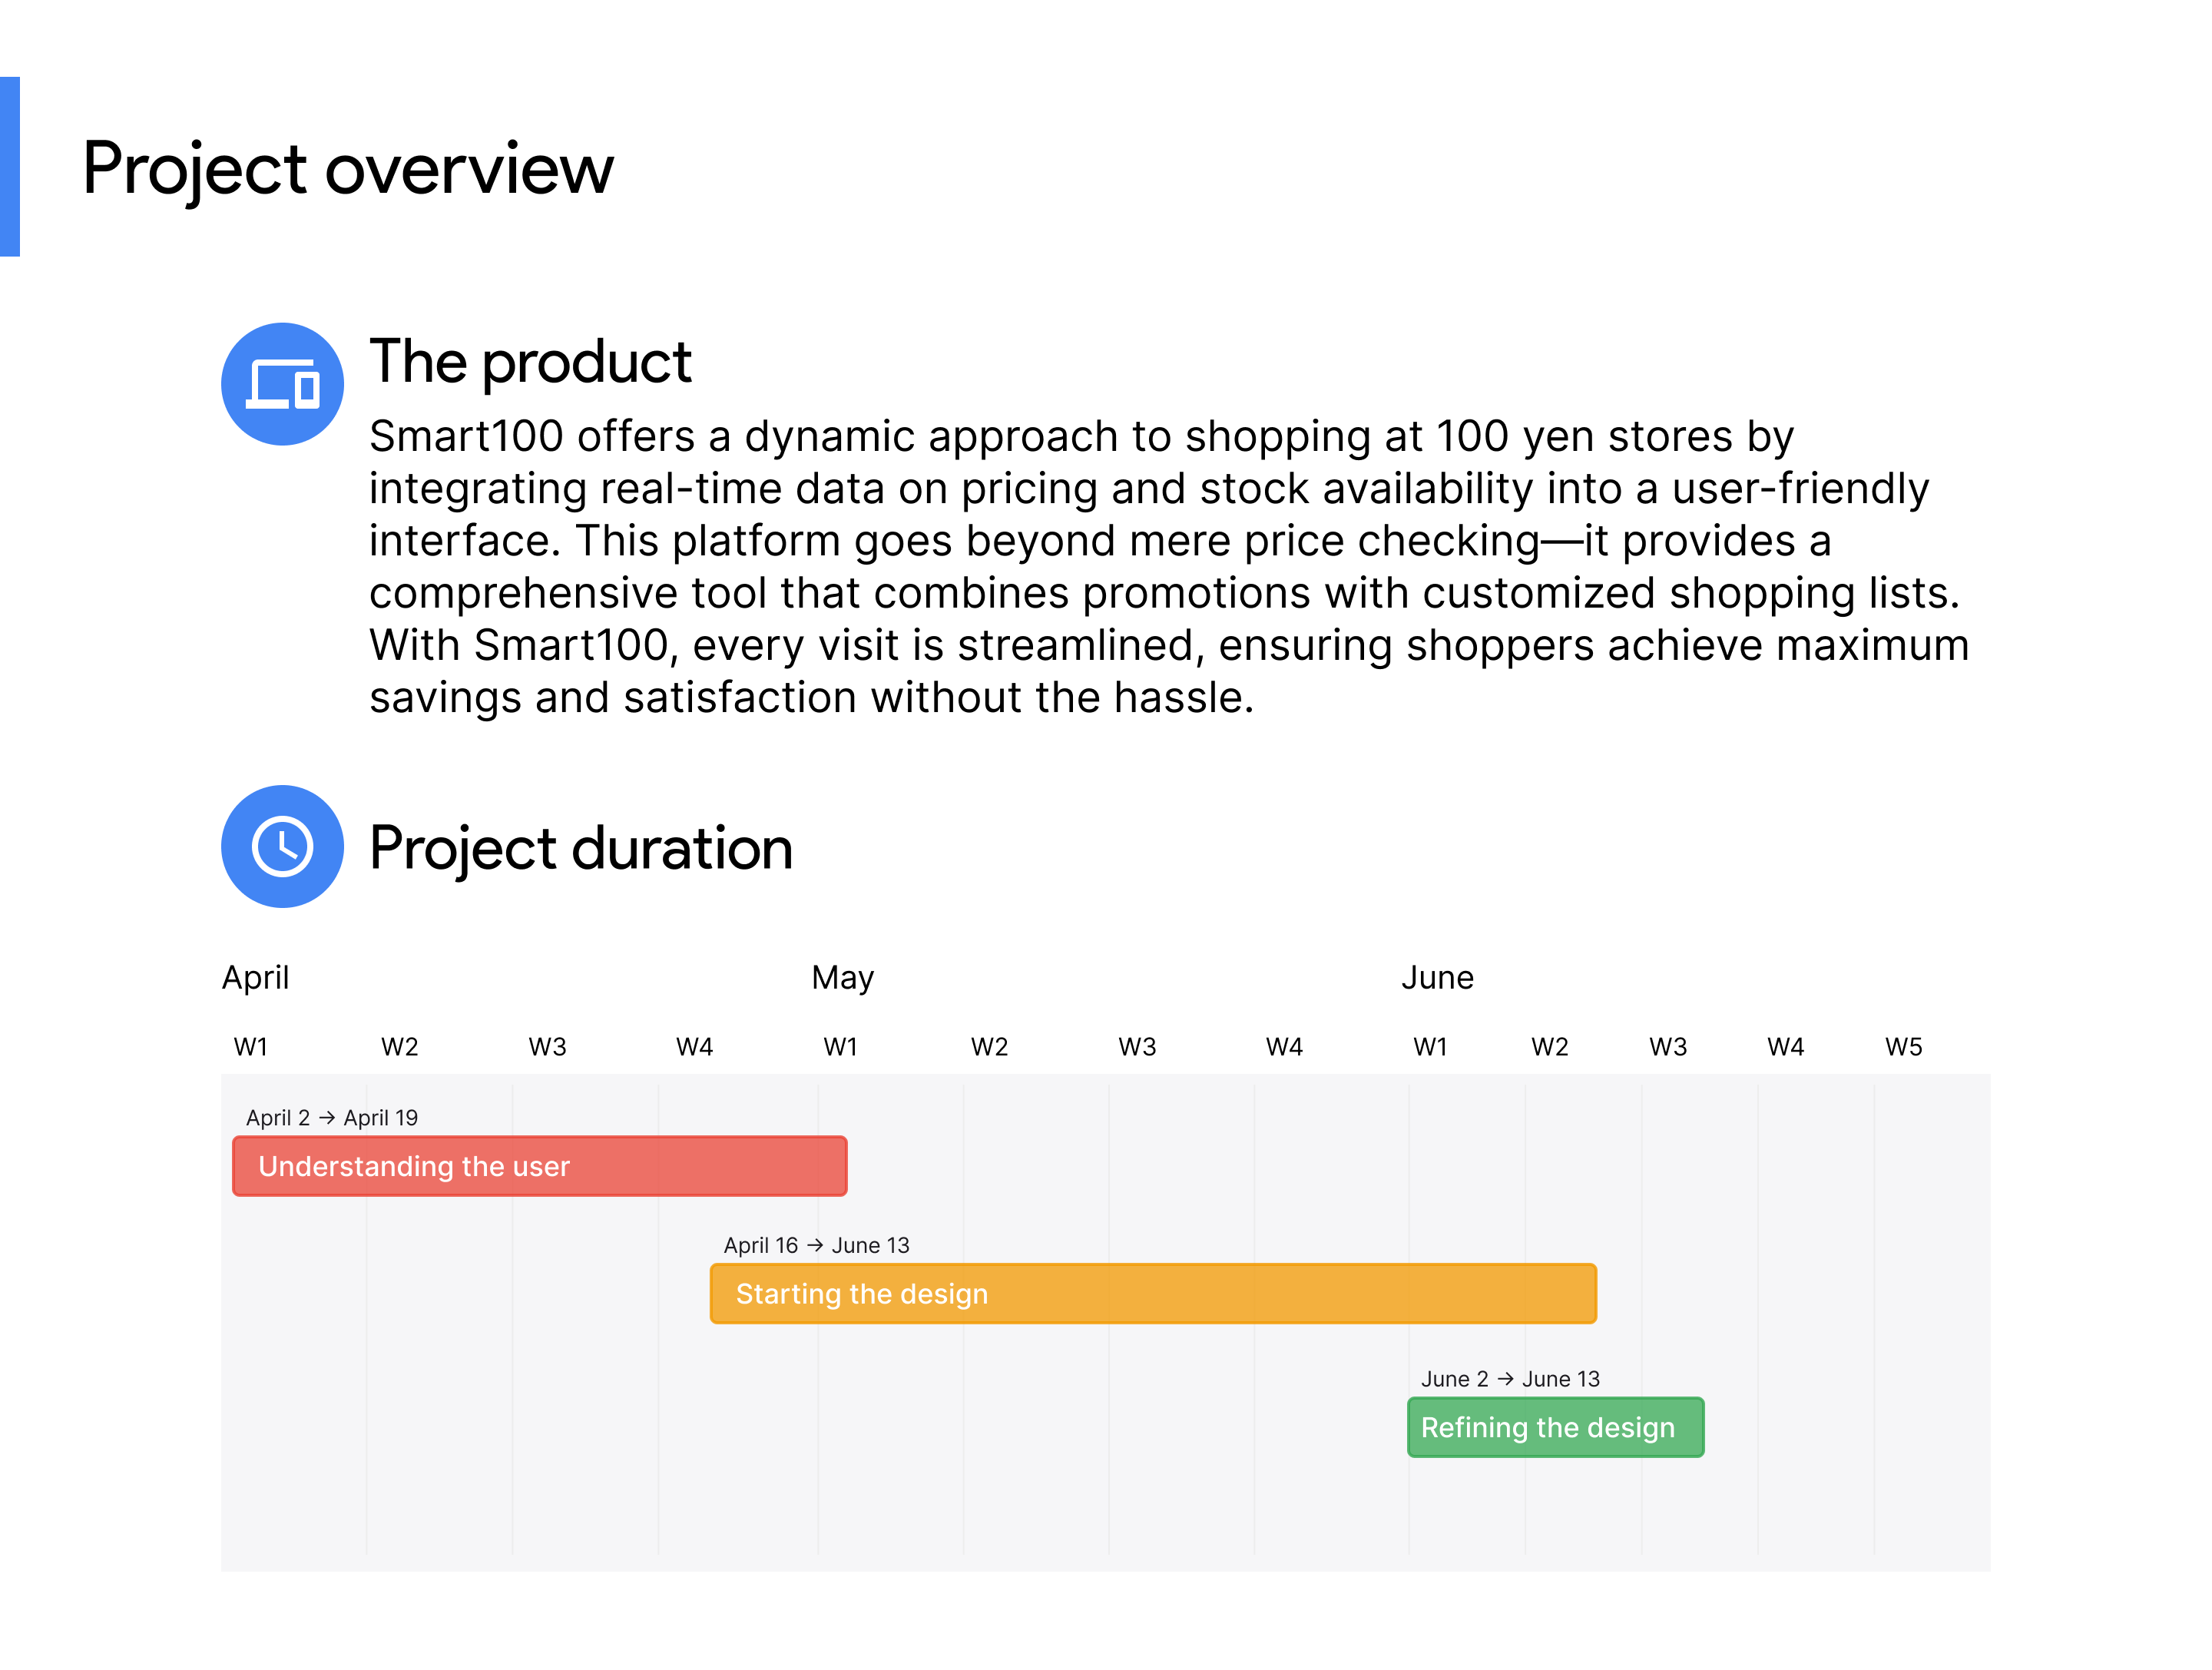 Project overview
The product
Smart100 offers a dynamic approach to shopping at 100 yen stores by
integrating real-time data on pricing and stock availability into a user-friendly
interface. This platform goes beyond mere price checking—it provides a
comprehensive tool that combines promotions with customized shopping lists.
With Smart100, every visit is streamlined, ensuring shoppers achieve maximum
savings and satisfaction without the hassle.
Project duration
April May June
W1 W2 W3 W4 W1 W2 W3 W4 W1 W2 W3 W4 W5
April 2 → April 19
Understanding the user
April 16 → June 13
Starting the design
June 2 → June 13
Refining the design